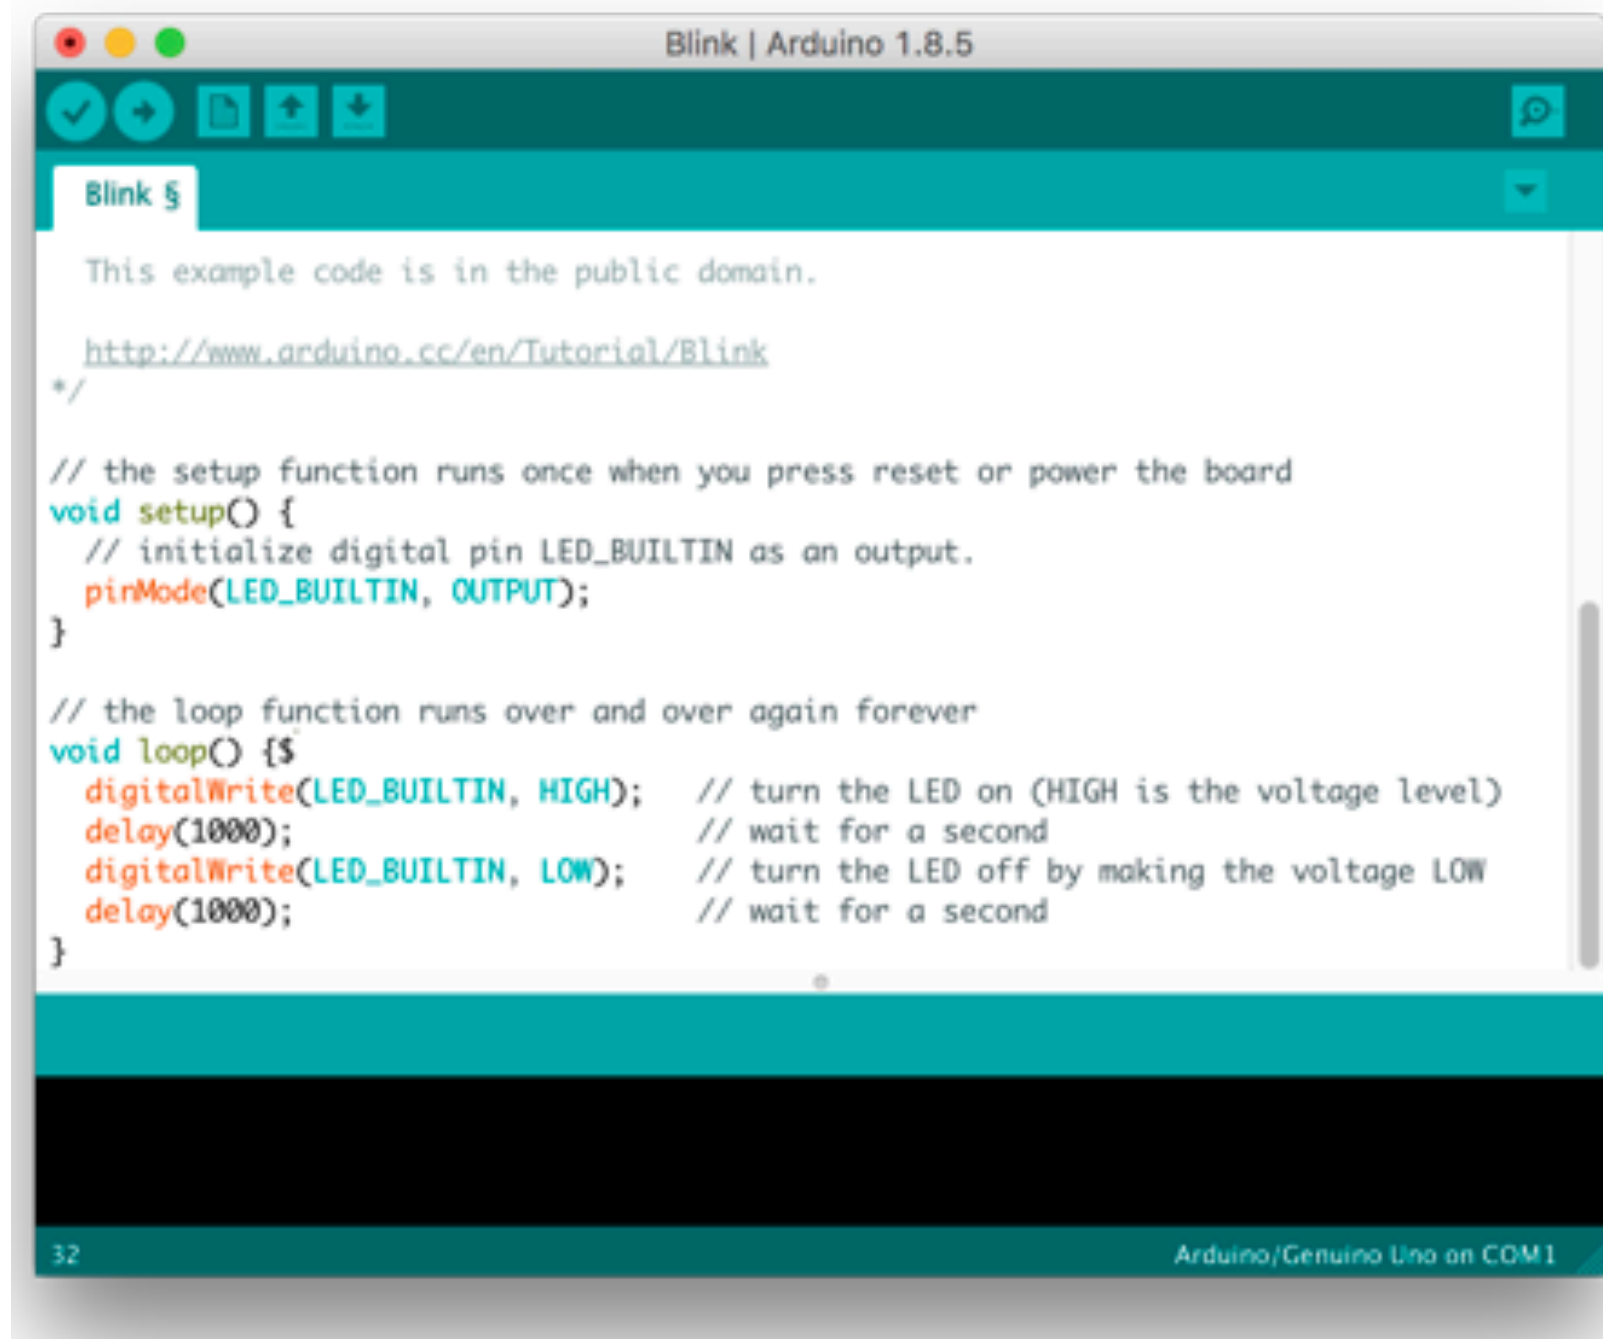 Blink | Arduino 1.8.5
Blink §
This example code is in the public domain.
http://www.arduino.cc/en/Tutorial/Blink
*/
// the setup function runs once when you press reset or power the board
void setup() {
  // initialize digital pin LED_BUILTIN as an output.
  pinMode(LED_BUILTIN, OUTPUT);
}
// the loop function runs over and over again forever
void loop() {$
  digitalWrite(LED_BUILTIN, HIGH);   // turn the LED on (HIGH is the voltage level)
  delay(1000);                       // wait for a second
  digitalWrite(LED_BUILTIN, LOW);    // turn the LED off by making the voltage LOW
  delay(1000);                       // wait for a second
}
32 Arduino/Genuino Uno on COM1